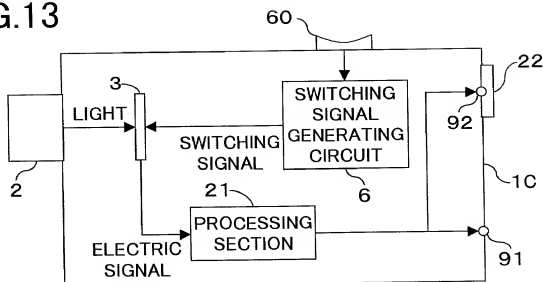 G.13
60
3
22
LIGHT
SWITCHING
SIGNAL
GENERATING
CIRCUIT
92
SWITCHING
SIGNAL
2
6
1C
21
PROCESSING
SECTION
ELECTRIC
SIGNAL
91